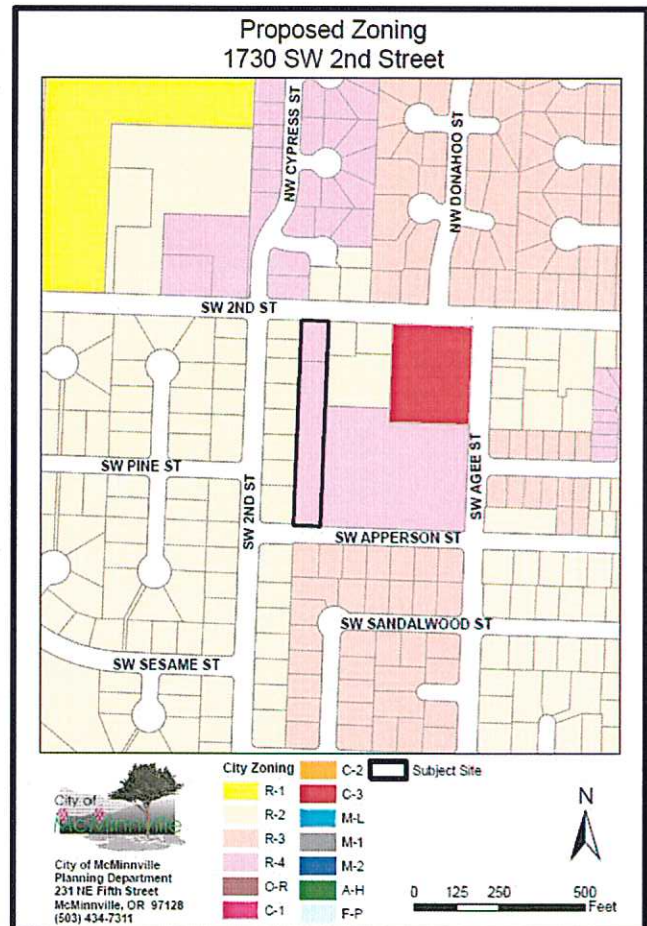 Proposed Zoning
1730 SW 2nd Street
NW CYPRESS ST
NW DONAHOO ST
SW 2ND ST
SW PINE ST
SW 2ND ST
SW AGEE ST
SW APPERSON ST
SW SANDALWOOD ST
SW SESAME ST
City of
McMinnville
City of McMinnville
Planning Department
231 NE Fifth Street
McMinnville, OR 97128
(503) 434-7311
City Zoning
R-1
R-2
R-3
R-4
O-R
C-1
C-2
C-3
M-L
M-1
M-2
A-H
F-P
Subject Site
N
0 125 250 500
Feet